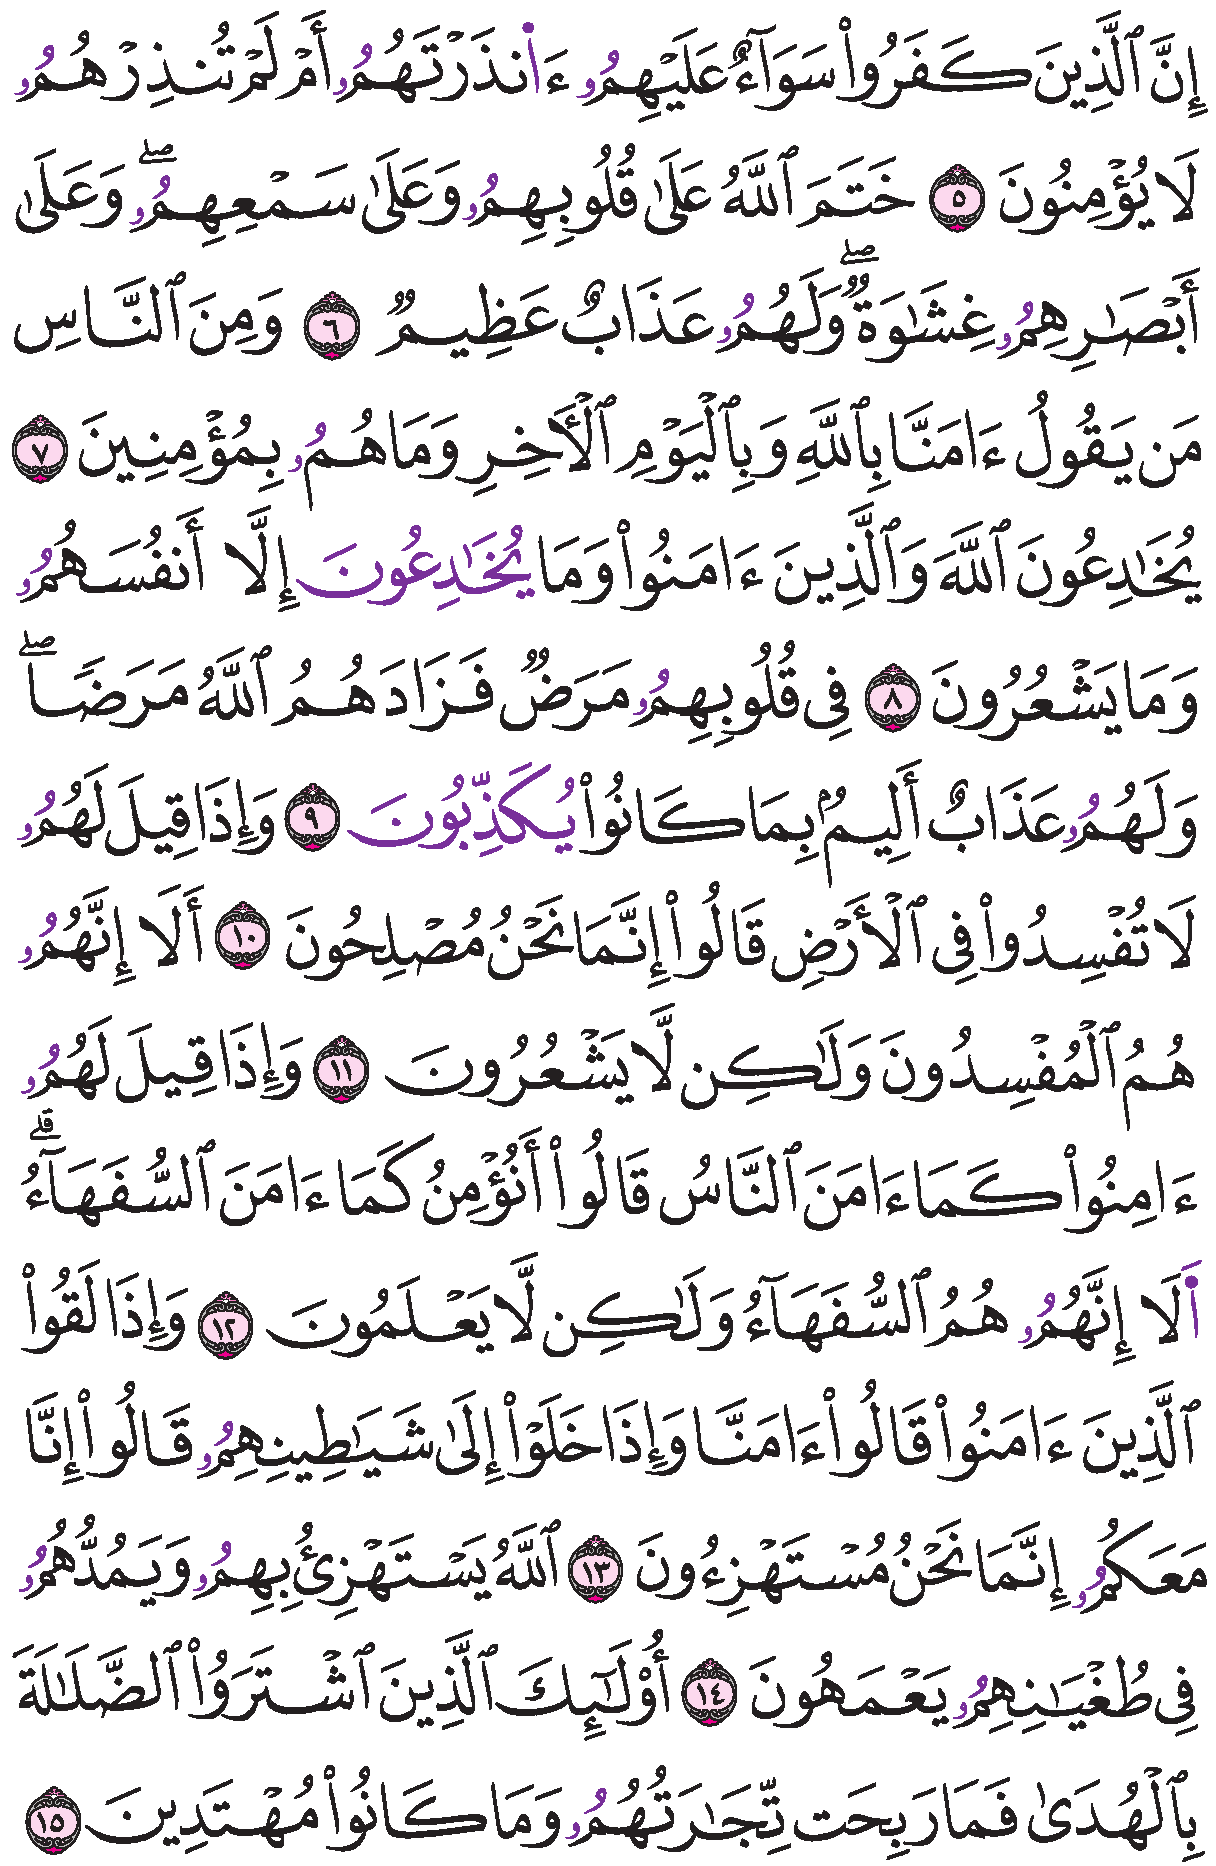 إِنَّ ٱلَّذِينَ كَفَرُواْ سَوَآءٌ عَلَيْهِمُۥ ءَا۬نذَرْتَهُمُۥ أَمْ لَمْ تُنذِرْهُمُۥ
لَا يُؤْمِنُونَ ٥ خَتَمَ ٱللَّهُ عَلَىٰ قُلُوبِهِمُۥ وَعَلَىٰ سَمْعِهِمُۥۖ وَعَلَىٰ
أَبْصَٰرِهِمُۥ غِشَٰوَةٞۖ وَلَهُمُۥ عَذَابٌ عَظِيمٞ ٦ وَمِنَ ٱلنَّاسِ
مَن يَقُولُ ءَامَنَّا بِٱللَّهِ وَبِٱلْيَوْمِ ٱلْأَخِرِ وَمَا هُمُۥ بِمُؤْمِنِينَ ٧
يُخَٰدِعُونَ ٱللَّهَ وَٱلَّذِينَ ءَامَنُواْ وَمَا يُخَٰدِعُونَ إِلَّا أَنفُسَهُمُۥ
وَمَا يَشْعُرُونَ ٨ فِي قُلُوبِهِمُۥ مَرَضٞ فَزَادَهُمُ ٱللَّهُ مَرَضٗاۖ
وَلَهُمُۥ عَذَابٌ أَلِيمُۢ بِمَا كَانُواْ يُكَذِّبُونَ ٩ وَإِذَا قِيلَ لَهُمُۥ
لَا تُفْسِدُواْ فِي ٱلْأَرْضِ قَالُواْ إِنَّمَا نَحْنُ مُصْلِحُونَ ١٠ أَلَا إِنَّهُمُۥ
هُمُ ٱلْمُفْسِدُونَ وَلَٰكِن لَّا يَشْعُرُونَ ١١ وَإِذَا قِيلَ لَهُمُۥ
ءَامِنُواْ كَمَا ءَامَنَ ٱلنَّاسُ قَالُواْ أَنُؤْمِنُ كَمَا ءَامَنَ ٱلسُّفَهَآءُۗ
اَ۬لَا إِنَّهُمُۥ هُمُ ٱلسُّفَهَآءُ وَلَٰكِن لَّا يَعْلَمُونَ ١٢ وَإِذَا لَقُواْ
ٱلَّذِينَ ءَامَنُواْ قَالُواْ ءَامَنَّا وَإِذَا خَلَوْاْ إِلَىٰ شَيَٰطِينِهِمُۥ قَالُواْ إِنَّا
مَعَكُمُۥ إِنَّمَا نَحْنُ مُسْتَهْزِءُونَ ١٣ ٱللَّهُ يَسْتَهْزِئُ بِهِمُۥ وَيَمُدُّهُمُۥ
فِي طُغْيَٰنِهِمُۥ يَعْمَهُونَ ١٤ أُوْلَٰٓئِكَ ٱلَّذِينَ ٱشْتَرَوُاْ ٱلضَّلَٰلَةَ
بِٱلْهُدَىٰ فَمَا رَبِحَت تِّجَٰرَتُهُمُۥ وَمَا كَانُواْ مُهْتَدِينَ ١٥